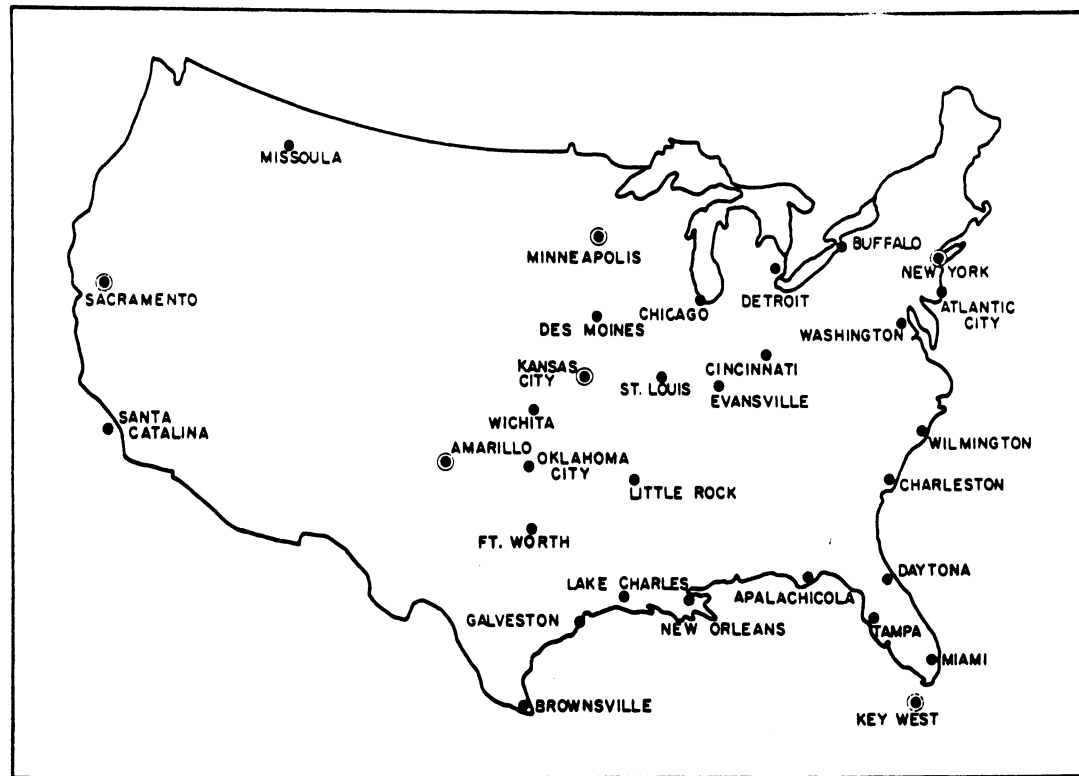 MISSOULA
MINNEAPOLIS
BUFFALO
NEW YORK
SACRAMENTO
DETROIT
CHICAGO
ATLANTIC
CITY
DES MOINES
WASHINGTON
CINCINNATI
KANSAS
CITY
ST. LOUIS
EVANSVILLE
WICHITA
SANTA
CATALINA
WILMINGTON
AMARILLO
OKLAHOMA
CITY
LITTLE ROCK
CHARLESTON
FT. WORTH
DAYTONA
LAKE CHARLES
APALACHICOLA
GALVESTON
NEW ORLEANS
TAMPA
MIAMI
BROWNSVILLE
KEY WEST